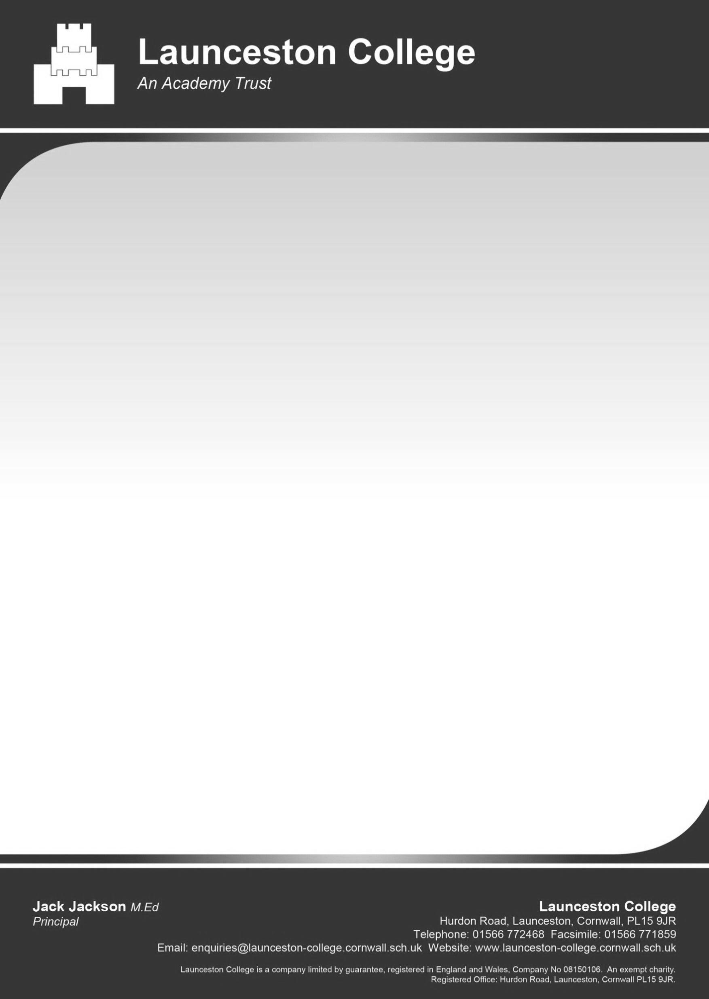 Launceston College
An Academy Trust
Jack Jackson M.Ed
Principal
Launceston College
Hurdon Road, Launceston, Cornwall, PL15 9JR
Telephone: 01566 772468  Facsimile: 01566 771859
Email: enquiries@launceston-college.cornwall.sch.uk  Website: www.launceston-college.cornwall.sch.uk
Launceston College is a company limited by guarantee, registered in England and Wales, Company No 08150106.  An exempt charity.
Registered Office: Hurdon Road, Launceston, Cornwall PL15 9JR.